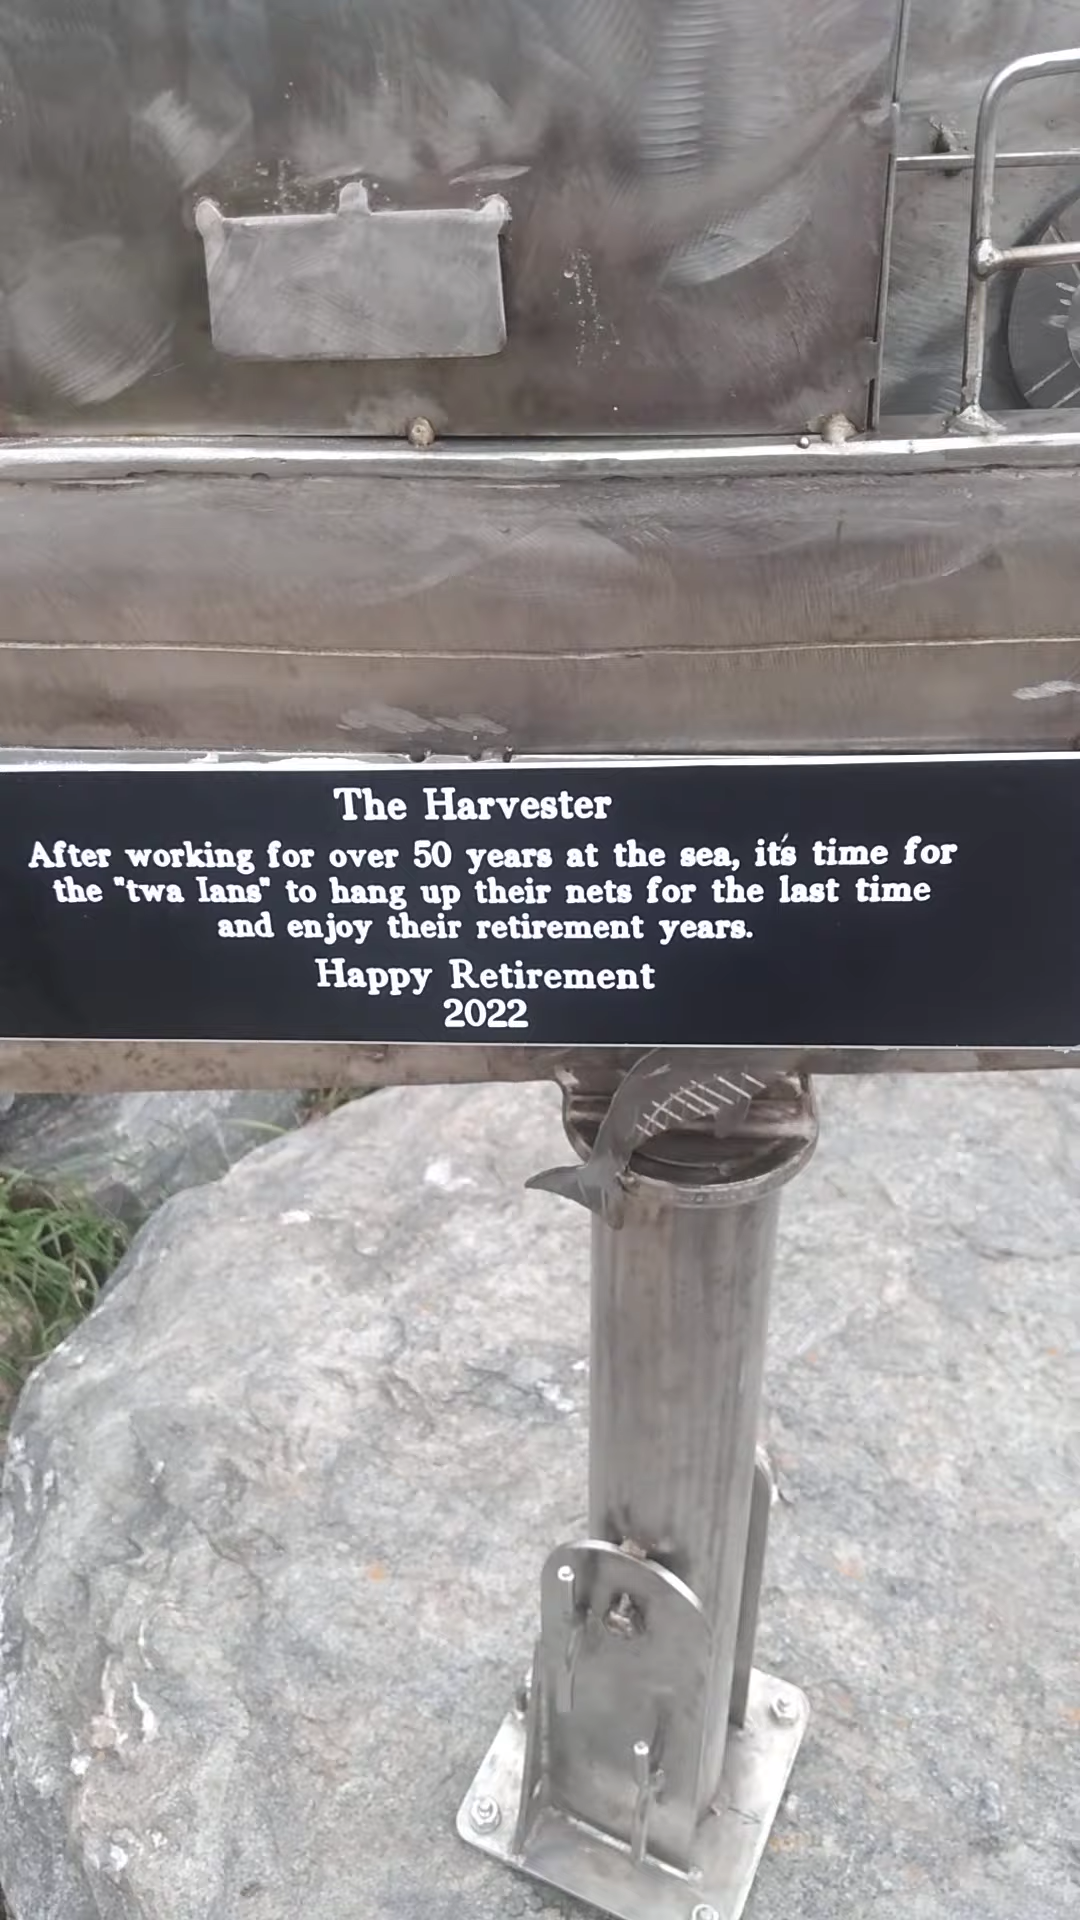 The Harvester
After working for over 50 years at the sea, it's time for
the "twa Ians" to hang up their nets for the last time
and enjoy their retirement years.
Happy Retirement
2022